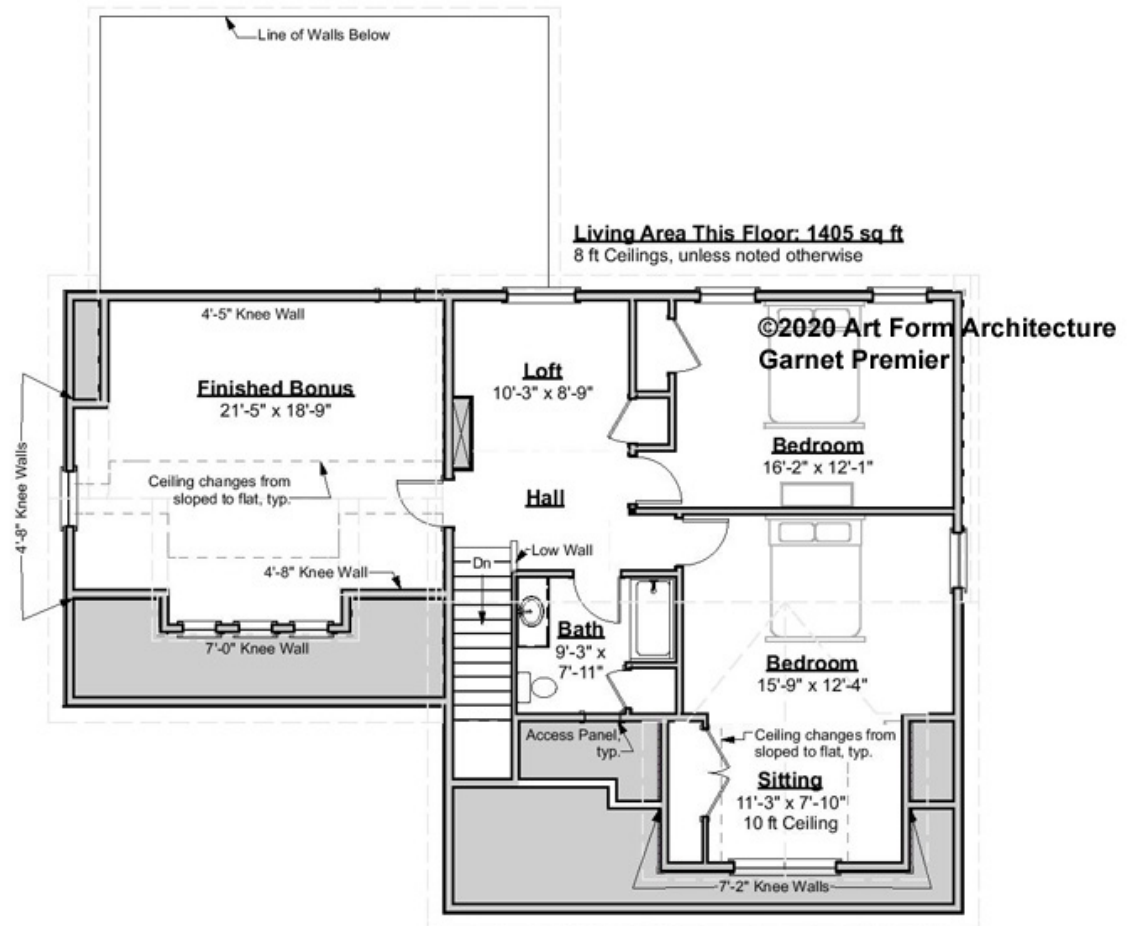 Line of Walls Below
Living Area This Floor: 1405 sq ft
8 ft Ceilings, unless noted otherwise
4'-5" Knee Wall
©2020 Art Form Architecture
Garnet Premier
Loft
10'-3" x 8'-9"
Finished Bonus
21'-5" x 18'-9"
Bedroom
16'-2" x 12'-1"
4'-8" Knee Walls
Ceiling changes from
sloped to flat, typ.
Hall
Low Wall
Dn
4'-8" Knee Wall
Bath
9'-3" x
7'-11"
7'-0" Knee Wall
Bedroom
15'-9" x 12'-4"
Access Panel,
typ.
Ceiling changes from
sloped to flat, typ.
Sitting
11'-3" x 7'-10"
10 ft Ceiling
7'-2" Knee Walls